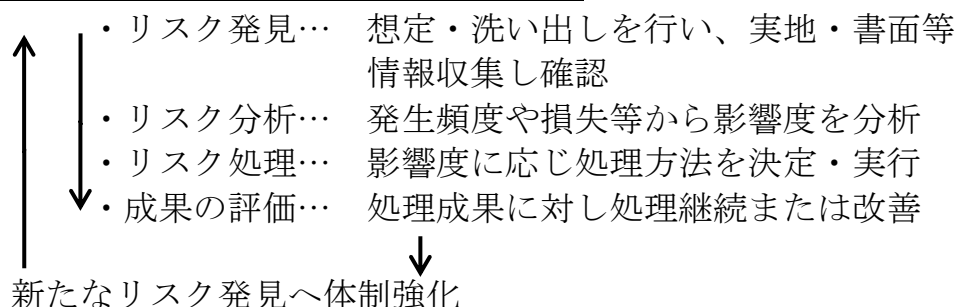 ・リスク発見… 想定・洗い出しを行い、実地・書面等
情報収集し確認
・リスク分析… 発生頻度や損失等から影響度を分析
・リスク処理… 影響度に応じ処理方法を決定・実行
・成果の評価… 処理成果に対し処理継続または改善
新たなリスク発見へ体制強化